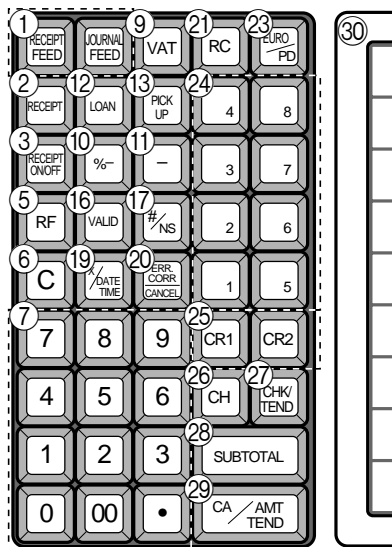 1 9 21 23 30
RECEIPT FEED JOURNAL FEED VAT RC EURO/PD
2 12 13 24
RECEIPT LOAN PICK UP 4 8
3 10 11
RECEIPT ON/OFF %− − 3 7
5 16 17
RF VALID #/NS 2 6
6 19 20
C X/DATE TIME ERR. CORR CANCEL 1 5
7 25
7 8 9 CR1 CR2
26 27
4 5 6 CH CHK/TEND
28
1 2 3 SUBTOTAL
29
0 00 • CA/AMT TEND